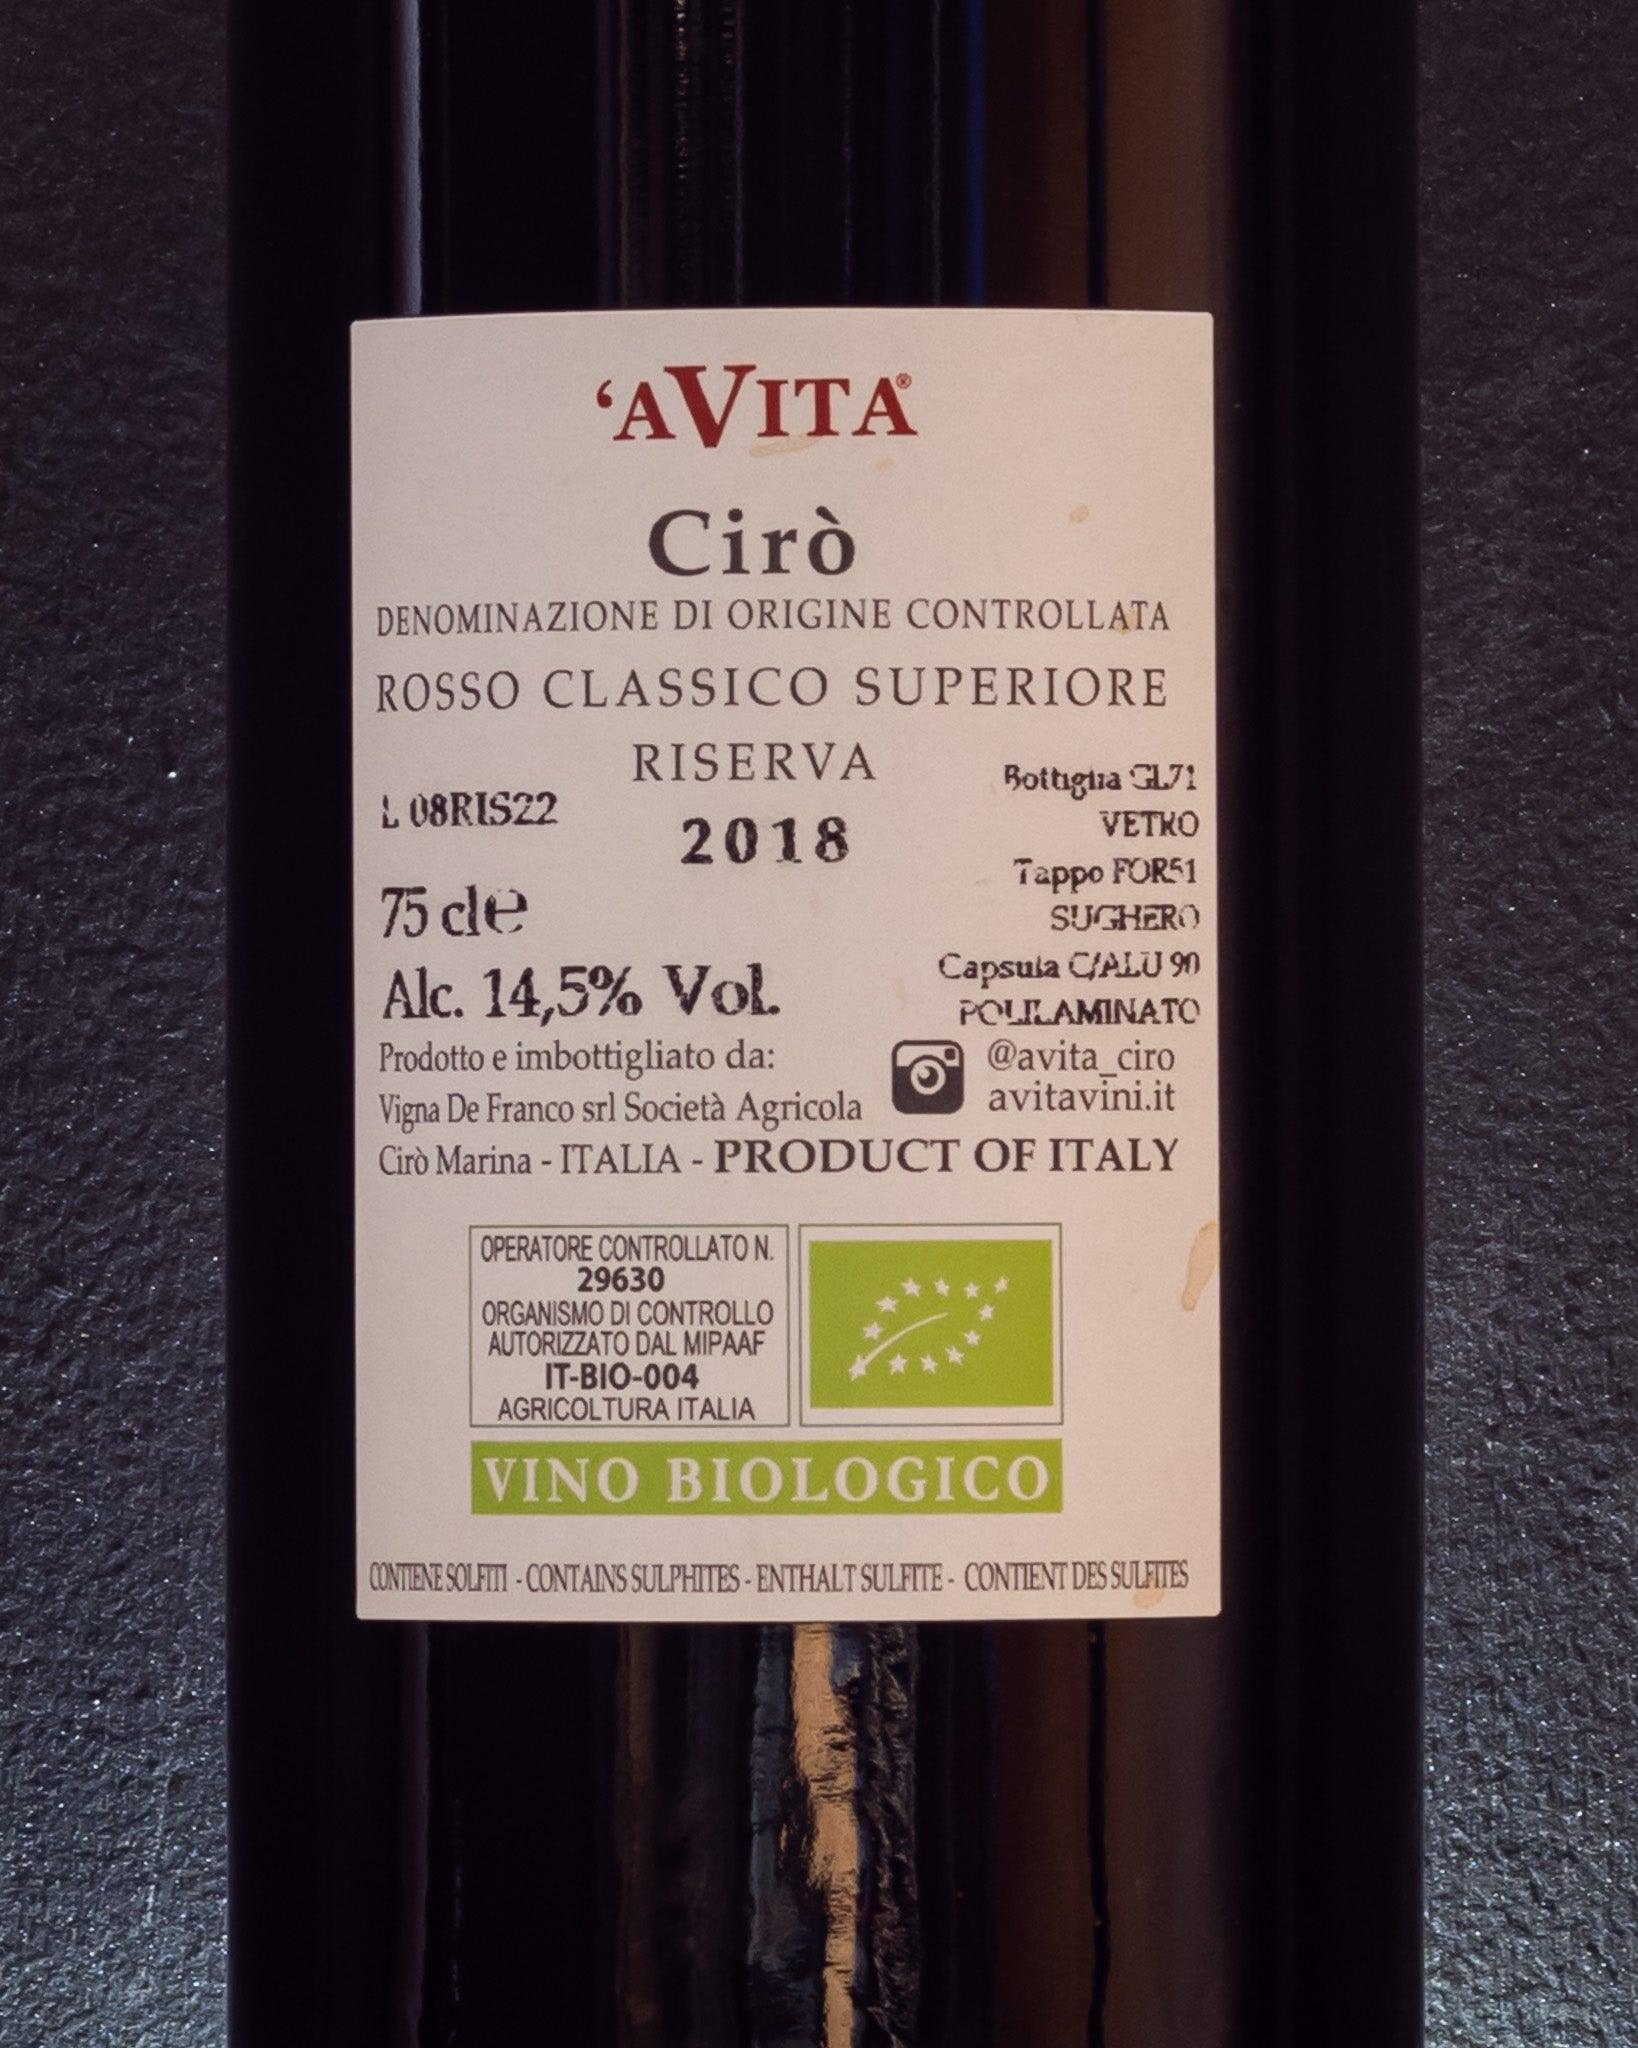 ‘AVITA®
Cirò
DENOMINAZIONE DI ORIGINE CONTROLLATA
ROSSO CLASSICO SUPERIORE
RISERVA
L 08RIS22
2018
75 cl e
Alc. 14,5% Vol.
Bottiglia GL71
VETRO
Tappo FOR51
SUGHERO
Capsula C/ALU 90
POLILAMINATO
Prodotto e imbottigliato da:
Vigna De Franco srl Società Agricola
Cirò Marina - ITALIA - PRODUCT OF ITALY
@avita_ciro
avitavini.it
OPERATORE CONTROLLATO N.
29630
ORGANISMO DI CONTROLLO
AUTORIZZATO DAL MIPAAF
IT-BIO-004
AGRICOLTURA ITALIA
VINO BIOLOGICO
CONTIENE SOLFITI - CONTAINS SULPHITES - ENTHALT SULFITE - CONTIENT DES SULFITES